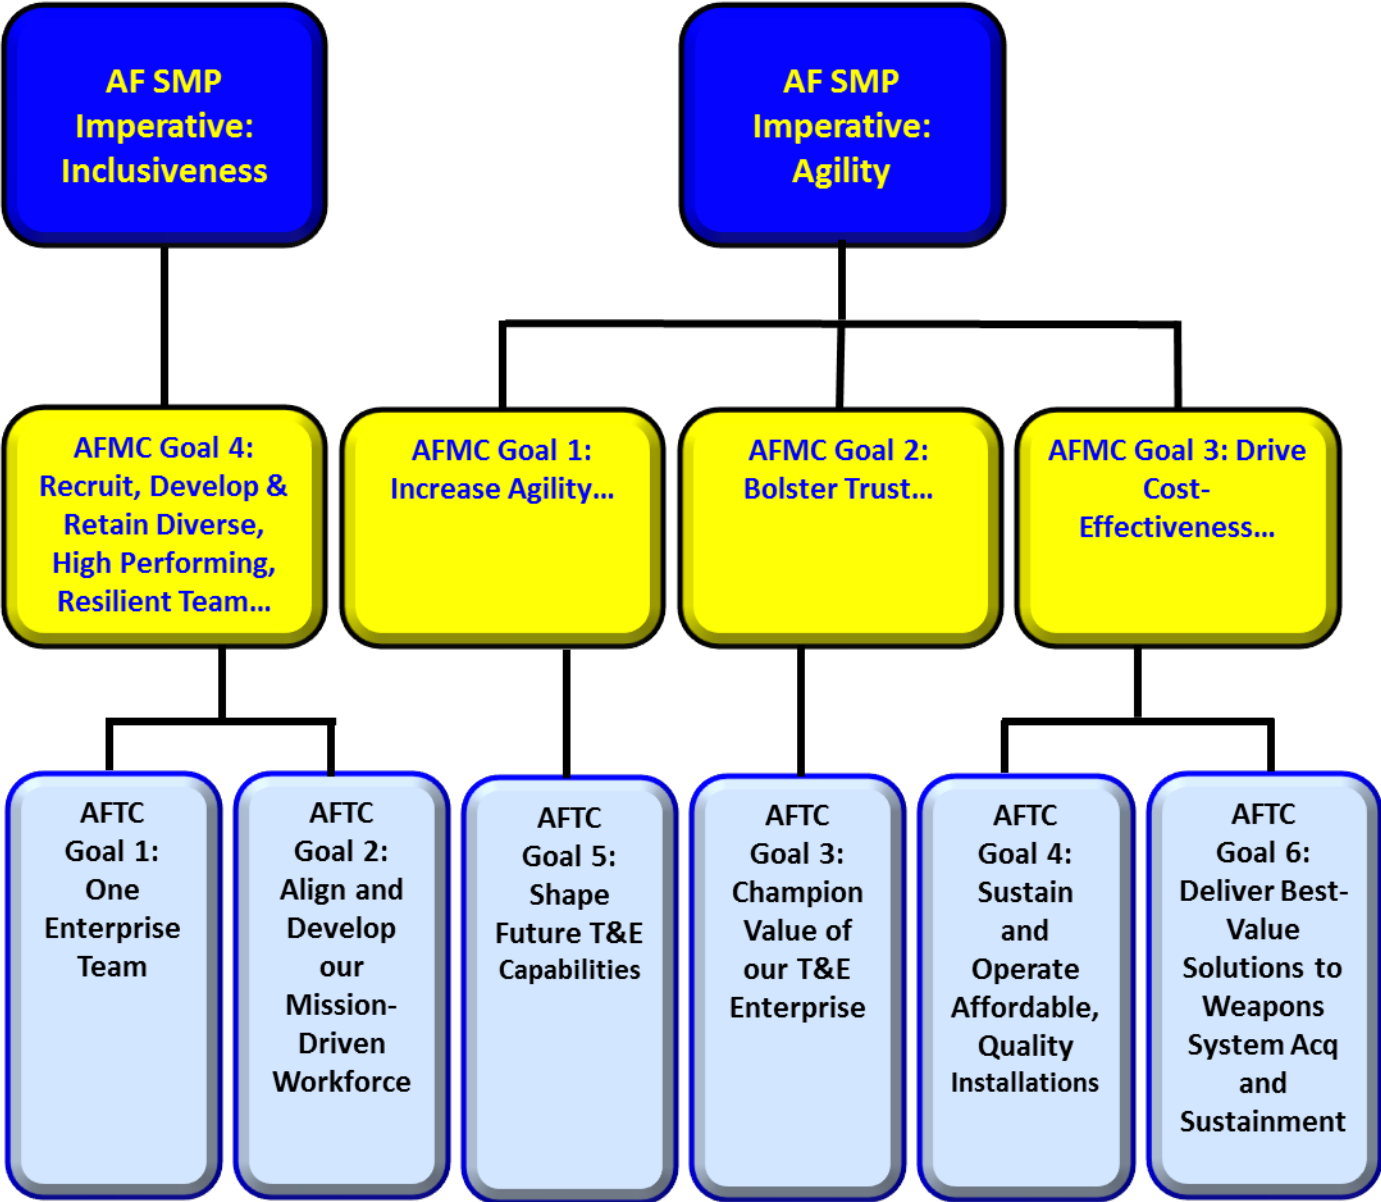 AF SMP
Imperative:
Inclusiveness
AF SMP
Imperative:
Agility
AFMC Goal 4:
Recruit, Develop &
Retain Diverse,
High Performing,
Resilient Team...
AFMC Goal 1:
Increase Agility...
AFMC Goal 2:
Bolster Trust...
AFMC Goal 3: Drive
Cost-
Effectiveness...
AFTC
Goal 1:
One
Enterprise
Team
AFTC
Goal 2:
Align and
Develop
our
Mission-
Driven
Workforce
AFTC
Goal 5:
Shape
Future T&E
Capabilities
AFTC
Goal 3:
Champion
Value of
our T&E
Enterprise
AFTC
Goal 4:
Sustain
and
Operate
Affordable,
Quality
Installations
AFTC
Goal 6:
Deliver Best-
Value
Solutions to
Weapons
System Acq
and
Sustainment